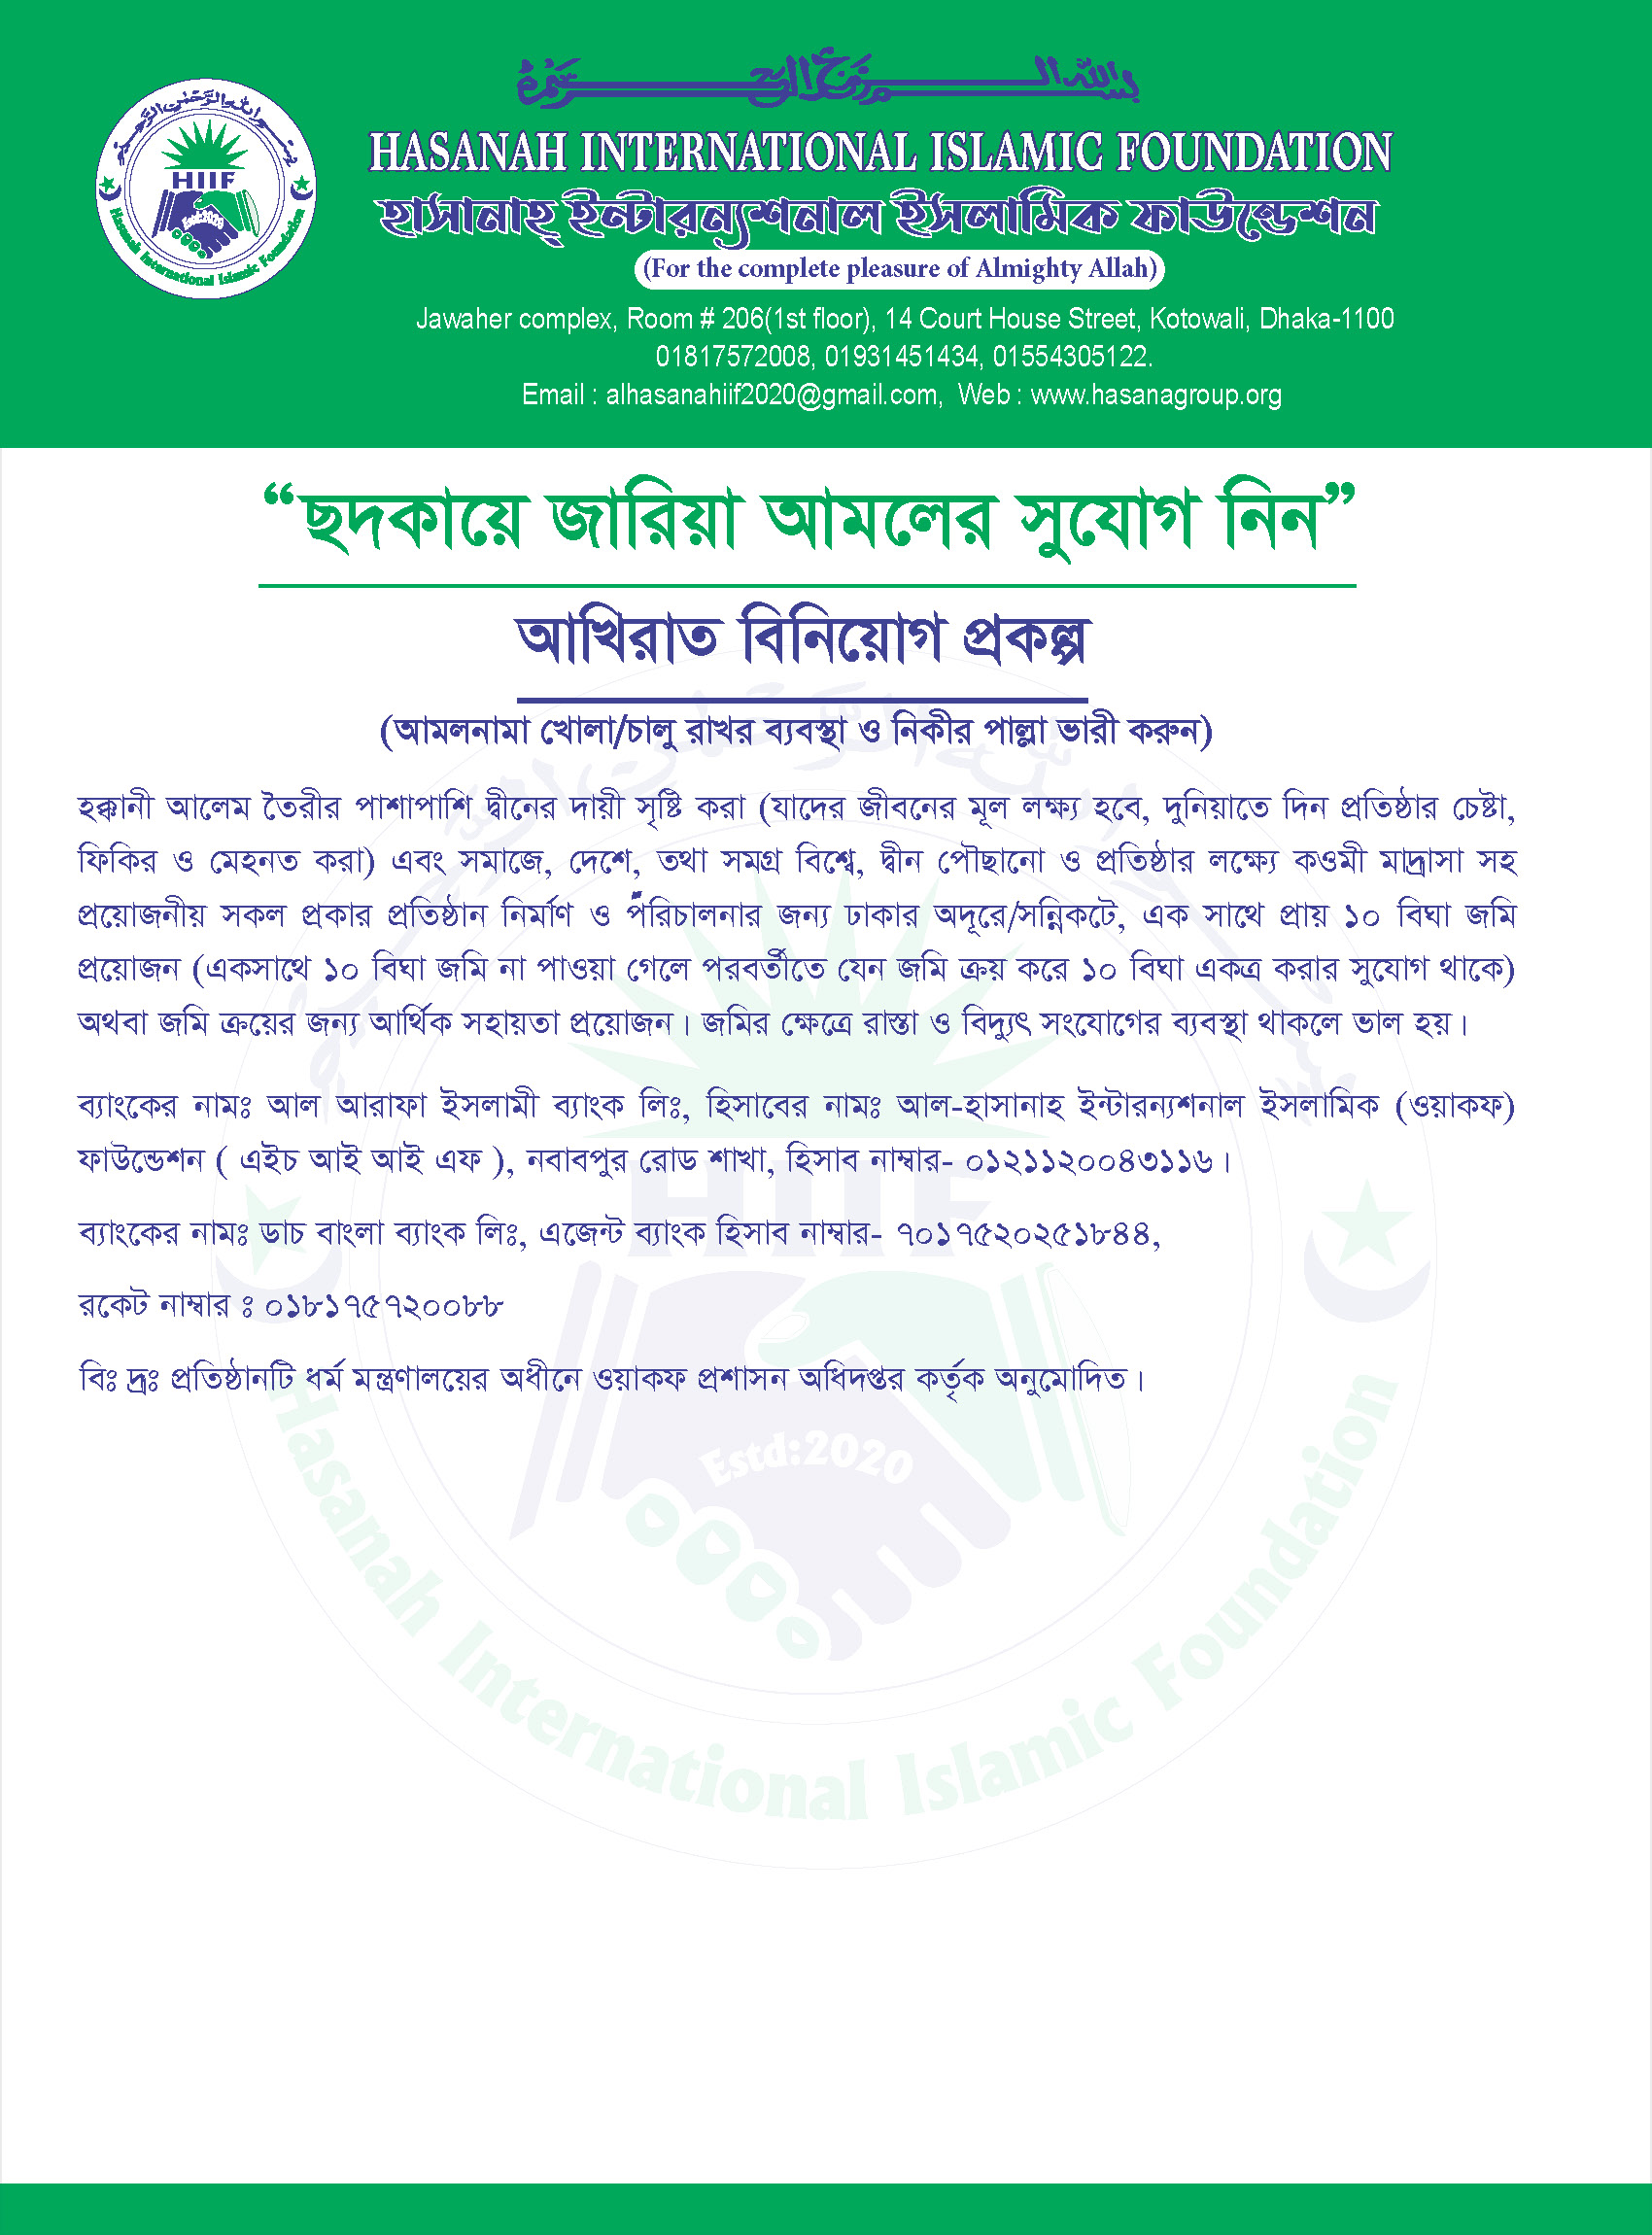 بسم الله الرحمن الرحيم
HASANAH INTERNATIONAL ISLAMIC FOUNDATION
হাসানাহ্ ইন্টারন্যাশনাল ইসলামিক ফাউন্ডেশন
(For the complete pleasure of Almighty Allah)
Jawaher complex, Room # 206(1st floor), 14 Court House Street, Kotowali, Dhaka-1100
01817572008, 01931451434, 01554305122.
Email : alhasanahiif2020@gmail.com, Web : www.hasanagroup.org
بسم الله الرحمن الرحيم
HIIF
Estd:2020
Hasanah International Islamic Foundation
“ছদকায়ে জারিয়া আমলের সুযোগ নিন”
আখিরাত বিনিয়োগ প্রকল্প
(আমলনামা খোলা/চালু রাখর ব্যবস্থা ও নিকীর পাল্লা ভারী করুন)
হক্কানী আলেম তৈরীর পাশাপাশি দ্বীনের দায়ী সৃষ্টি করা (যাদের জীবনের মূল লক্ষ্য হবে, দুনিয়াতে দিন প্রতিষ্ঠার চেষ্টা,
ফিকির ও মেহনত করা) এবং সমাজে, দেশে, তথা সমগ্র বিশ্বে, দ্বীন পৌছানো ও প্রতিষ্ঠার লক্ষ্যে কওমী মাদ্রাসা সহ
প্রয়োজনীয় সকল প্রকার প্রতিষ্ঠান নির্মাণ ও পরিচালনার জন্য ঢাকার অদূরে/সন্নিকটে, এক সাথে প্রায় ১০ বিঘা জমি
প্রয়োজন (একসাথে ১০ বিঘা জমি না পাওয়া গেলে পরবর্তীতে যেন জমি ক্রয় করে ১০ বিঘা একত্র করার সুযোগ থাকে)
অথবা জমি ক্রয়ের জন্য আর্থিক সহায়তা প্রয়োজন। জমির ক্ষেত্রে রাস্তা ও বিদ্যুৎ সংযোগের ব্যবস্থা থাকলে ভাল হয়।
ব্যাংকের নামঃ আল আরাফা ইসলামী ব্যাংক লিঃ, হিসাবের নামঃ আল-হাসানাহ ইন্টারন্যশনাল ইসলামিক (ওয়াকফ)
ফাউন্ডেশন ( এইচ আই আই এফ ), নবাবপুর রোড শাখা, হিসাব নাম্বার- ০১২১১২০০৪৩১১৬।
ব্যাংকের নামঃ ডাচ বাংলা ব্যাংক লিঃ, এজেন্ট ব্যাংক হিসাব নাম্বার- ৭০১৭৫২০২৫১৮৪৪,
রকেট নাম্বার ঃ ০১৮১৭৫৭২০০৮৮
বিঃ দ্রঃ প্রতিষ্ঠানটি ধর্ম মন্ত্রণালয়ের অধীনে ওয়াকফ প্রশাসন অধিদপ্তর কর্তৃক অনুমোদিত।
HIIF
Estd:2020
Hasanah International Islamic Foundation